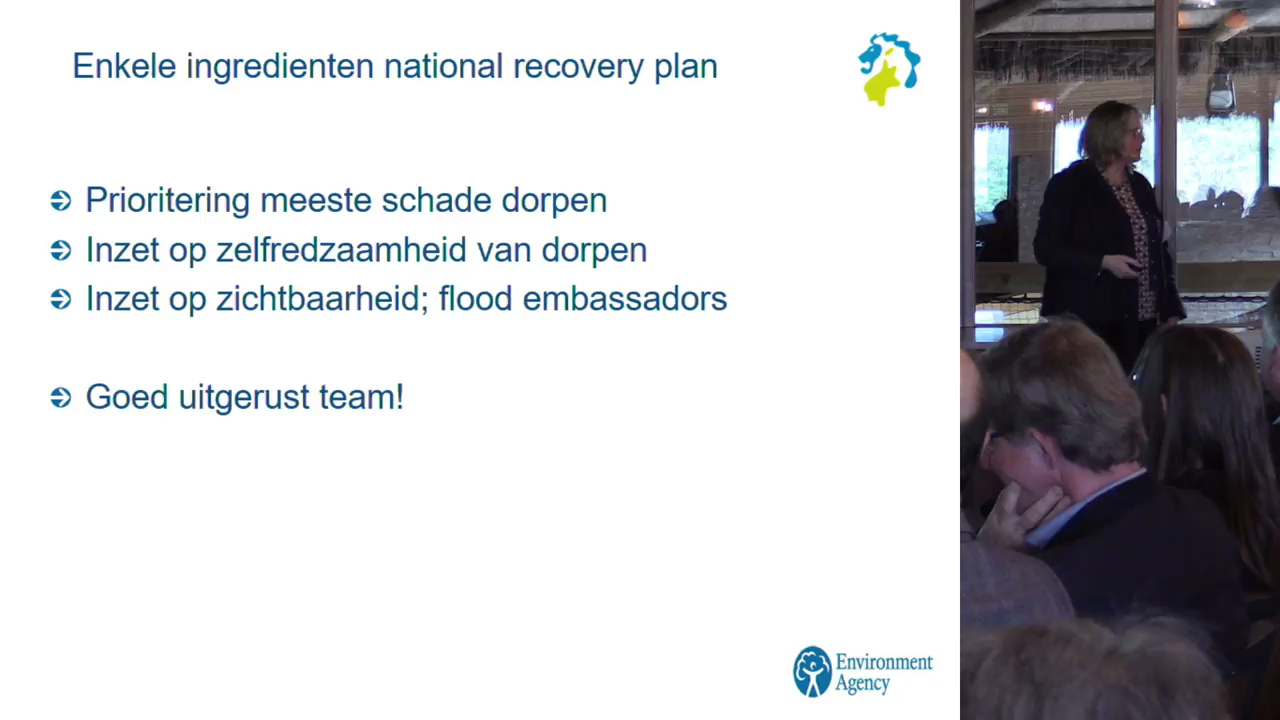 Enkele ingredienten national recovery plan
Prioritering meeste schade dorpen
Inzet op zelfredzaamheid van dorpen
Inzet op zichtbaarheid; flood embassadors
Goed uitgerust team!
Environment
Agency